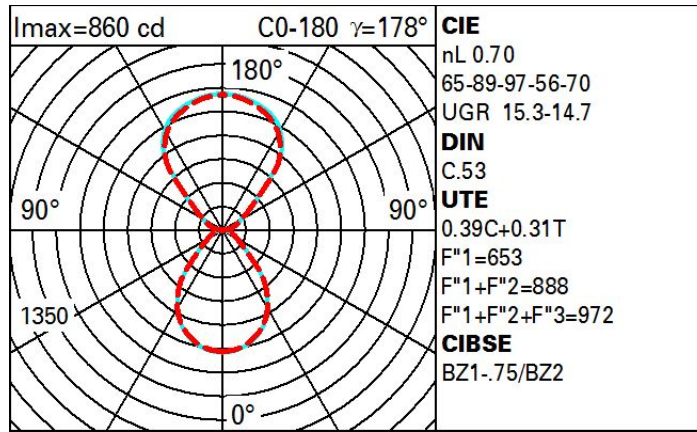 Imax=860 cd C0-180 γ=178°
180°
90° 90°
1350
0°
CIE
nL 0.70
65-89-97-56-70
UGR 15.3-14.7
DIN
C.53
UTE
0.39C+0.31T
F"1=653
F"1+F"2=888
F"1+F"2+F"3=972
CIBSE
BZ1-.75/BZ2